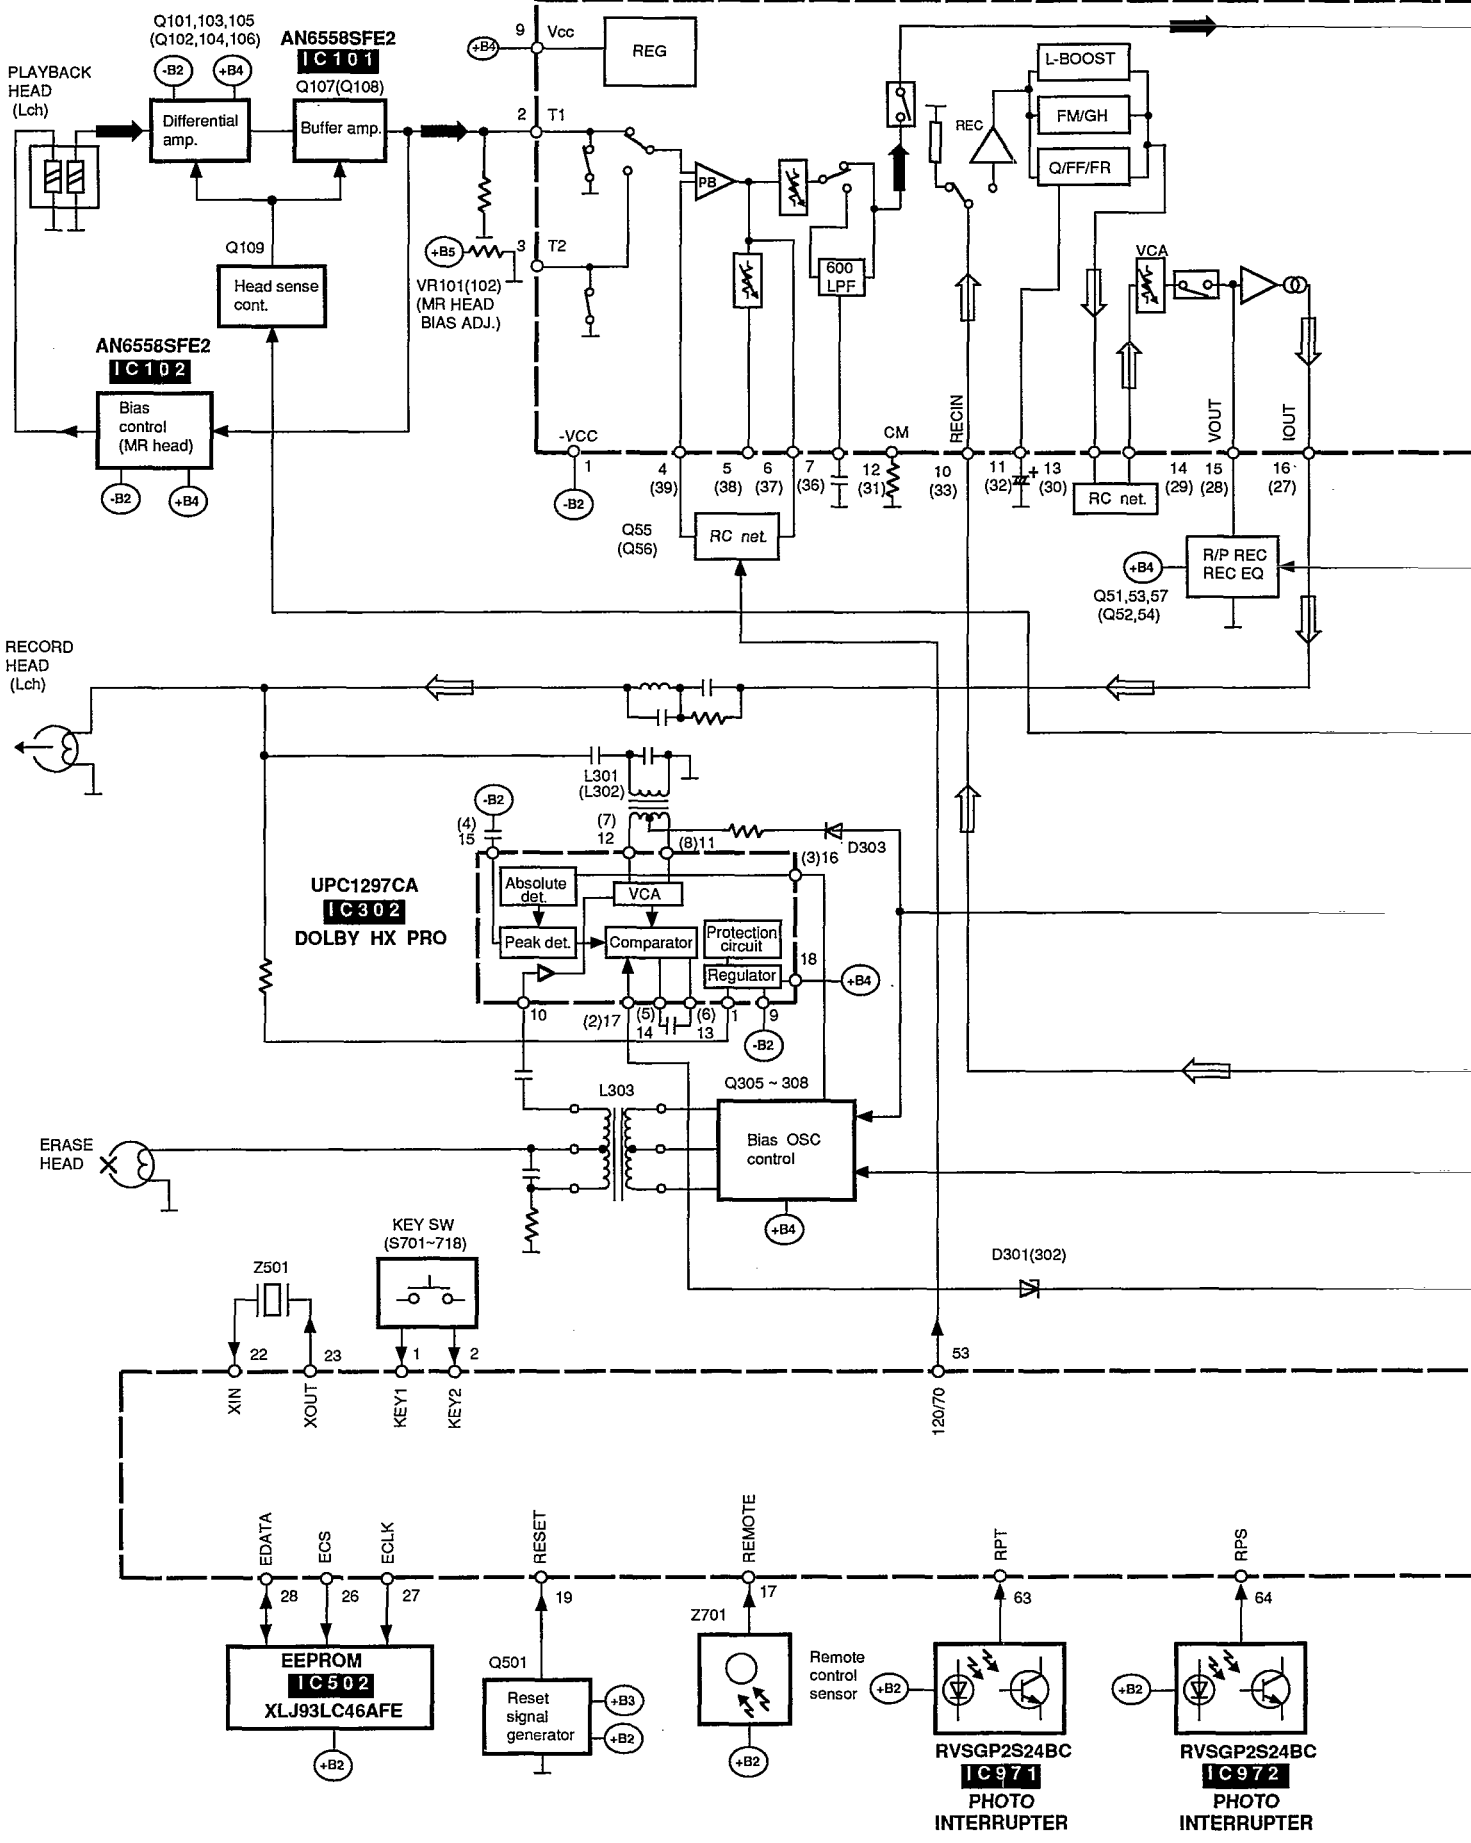 Q101,103,105
(Q102,104,106)
-B2
+B4
AN6558SFE2
IC101
Q107(Q108)
PLAYBACK
HEAD
(Lch)
Differential
amp.
Buffer amp.
Q109
Head sense
cont.
AN6558SFE2
IC102
Bias
control
(MR head)
-B2
+B4
+B5
VR101(102)
(MR HEAD
BIAS ADJ.)
+B4
9
Vcc
REG
2
T1
3
T2
PB
600
LPF
REC
L-BOOST
FM/GH
Q/FF/FR
VCA
-VCC
1
-B2
4
(39)
5
(38)
6
(37)
7
(36)
CM
12
(31)
RECIN
10
(33)
11
(32)
+
13
(30)
RC net.
14
(29)
VOUT
15
(28)
IOUT
16
(27)
Q55
(Q56)
RC net.
+B4
Q51,53,57
(Q52,54)
R/P REC
REC EQ
RECORD
HEAD
(Lch)
L301
(L302)
-B2
(4)
15
(7)
12
(8)11
D303
(3)16
UPC1297CA
IC302
DOLBY HX PRO
Absolute
det.
VCA
Peak det.
Comparator
Protection
circuit
Regulator
18
+B4
10
(2)17
(5)
14
(6)
13
1
9
-B2
L303
Q305 ~ 308
Bias OSC
control
+B4
ERASE
HEAD
D301(302)
KEY SW
(S701~718)
Z501
22
23
1
2
53
XIN
XOUT
KEY1
KEY2
120/70
EDATA
ECS
ECLK
RESET
REMOTE
RPT
RPS
28
26
27
19
17
63
64
EEPROM
IC502
XLJ93LC46AFE
+B2
Q501
Reset
signal
generator
+B3
+B2
Z701
Remote
control
sensor
+B2
+B2
RVSGP2S24BC
IC971
PHOTO
INTERRUPTER
+B2
RVSGP2S24BC
IC972
PHOTO
INTERRUPTER